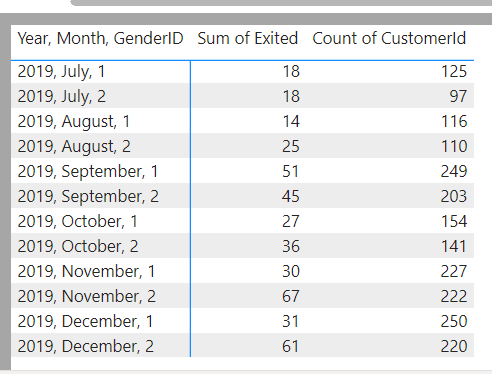 Year, Month, GenderID Sum of Exited Count of CustomerId
2019, July, 1 18 125
2019, July, 2 18 97
2019, August, 1 14 116
2019, August, 2 25 110
2019, September, 1 51 249
2019, September, 2 45 203
2019, October, 1 27 154
2019, October, 2 36 141
2019, November, 1 30 227
2019, November, 2 67 222
2019, December, 1 31 250
2019, December, 2 61 220